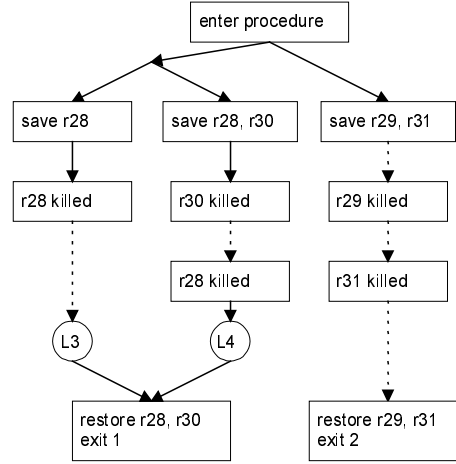 enter procedure
save r28
save r28, r30
save r29, r31
r28 killed
r30 killed
r29 killed
r28 killed
r31 killed
L3
L4
restore r28, r30
exit 1
restore r29, r31
exit 2